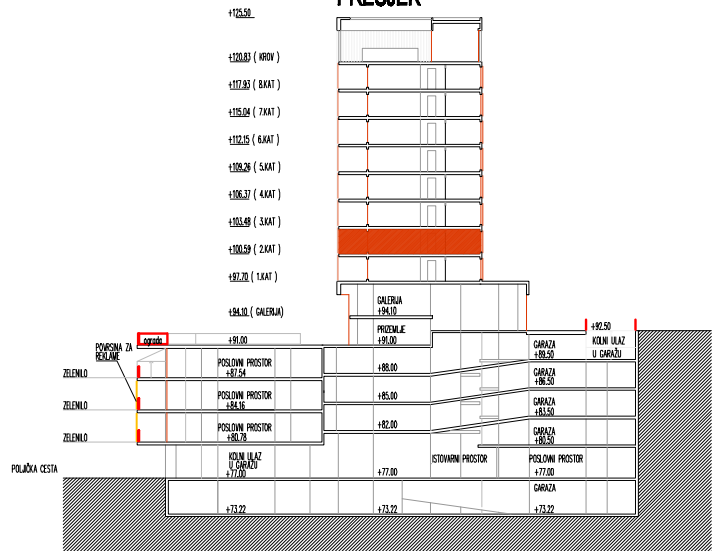 PRESJEK
+125.50
+120.83 ( KROV )
+117.93 ( 8.KAT )
+115.04 ( 7.KAT )
+112.15 ( 6.KAT )
+109.26 ( 5.KAT )
+106.37 ( 4.KAT )
+103.48 ( 3.KAT )
+100.59 ( 2.KAT )
+97.70 ( 1.KAT )
+94.10 ( GALERIJA)
GALERIJA
+94.10
PRIZEMLJE
+91.00
ograda
+91.00
+92.50
KOLNI ULAZ
U GARAŽU
POVRSINA ZA
REKLAME
GARAZA
+89.50
POSLOVNI PROSTOR
+87.54
+88.00
ZELENILO
GARAZA
+86.50
POSLOVNI PROSTOR
+84.16
+85.00
ZELENILO
GARAZA
+83.50
POSLOVNI PROSTOR
+80.78
+82.00
ZELENILO
GARAZA
+80.50
POLJIČKA CESTA
KOLNI ULAZ
U GARAŽU
+77.00
+77.00
ISTOVARNI PROSTOR
POSLOVNI PROSTOR
+77.00
GARAZA
+73.22
+73.22
+73.22